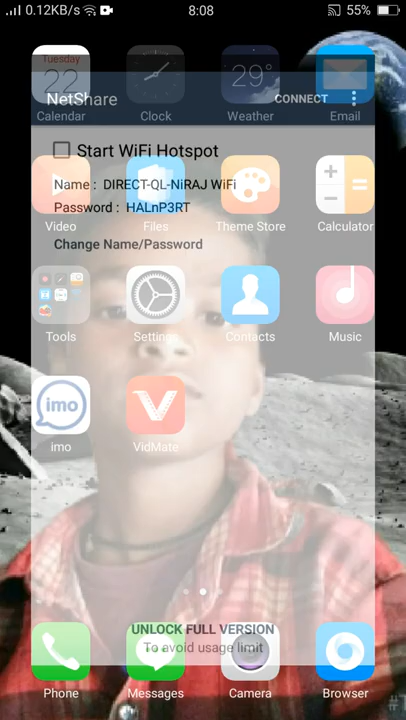 0.12KB/s 8:08 55%
Tuesday
22 29°
NetShare CONNECT
Calendar Clock Weather Email
Start WiFi Hotspot
Name : DIRECT-QL-NiRAJ WiFi
Password : HALnP3RT
Video Files Theme Store Calculator
Change Name/Password
Tools Settings Contacts Music
imo
imo VidMate
UNLOCK FULL VERSION
To avoid usage limit
Phone Messages Camera Browser